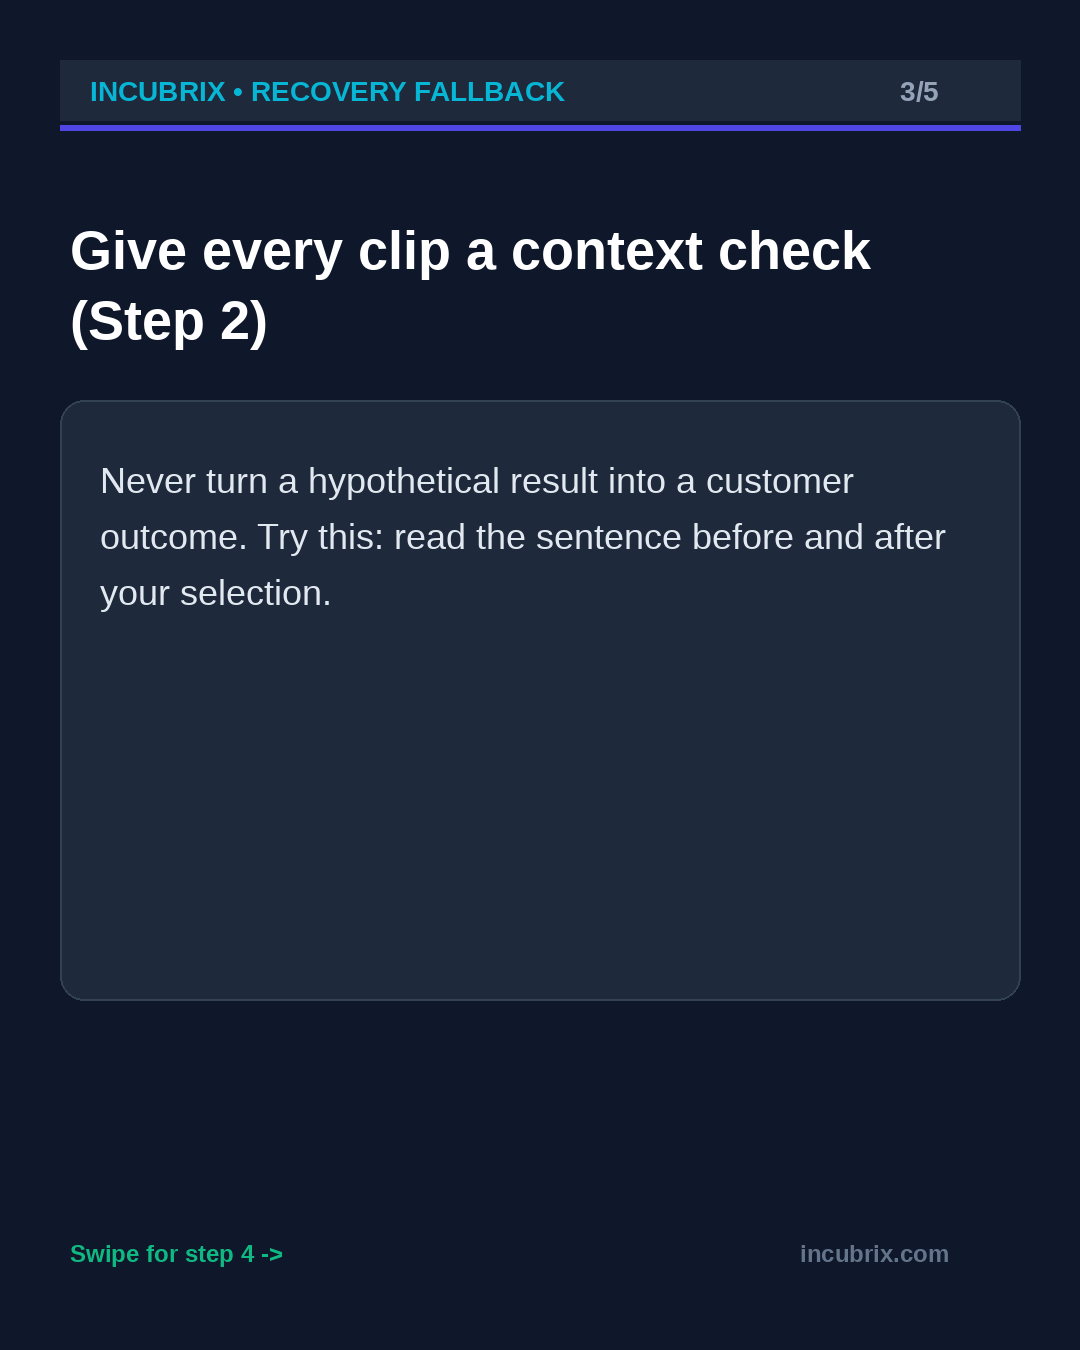 INCUBRIX • RECOVERY FALLBACK 3/5
Give every clip a context check
(Step 2)
Never turn a hypothetical result into a customer
outcome. Try this: read the sentence before and after
your selection.
Swipe for step 4 -> incubrix.com